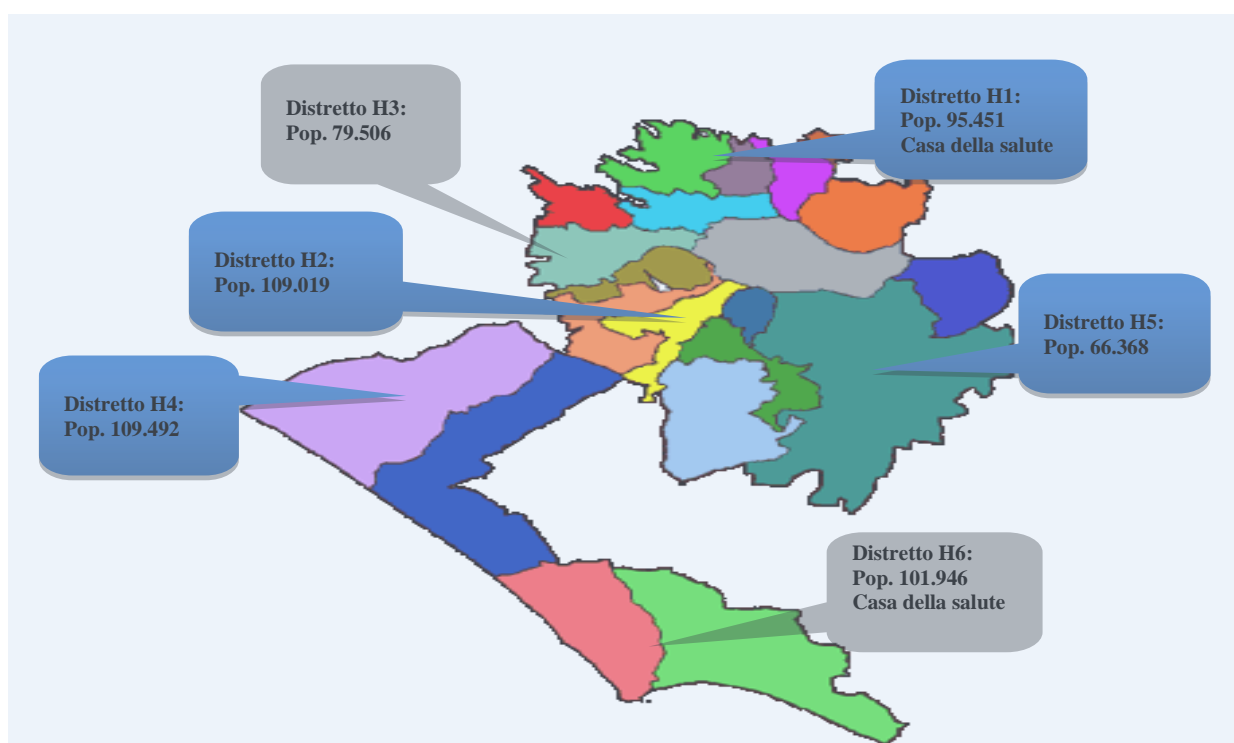 Distretto H3:
Pop. 79.506
Distretto H1:
Pop. 95.451
Casa della salute
Distretto H2:
Pop. 109.019
Distretto H5:
Pop. 66.368
Distretto H4:
Pop. 109.492
Distretto H6:
Pop. 101.946
Casa della salute